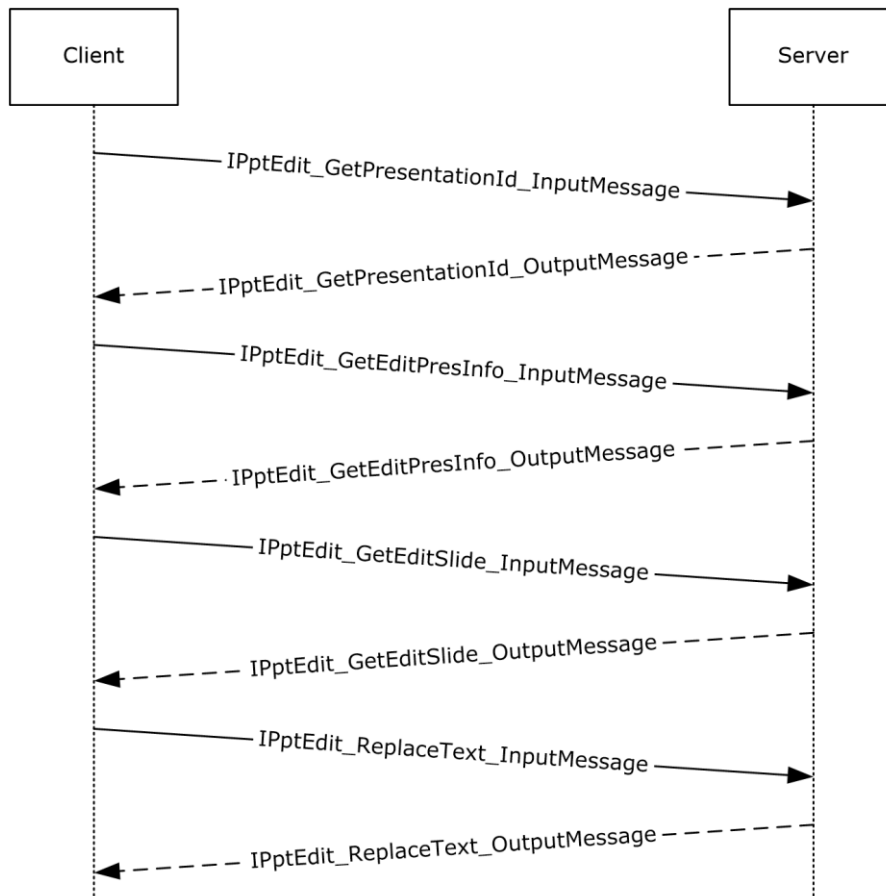 Client
Server
IPptEdit_GetPresentationId_InputMessage
IPptEdit_GetPresentationId_OutputMessage
IPptEdit_GetEditPresInfo_InputMessage
IPptEdit_GetEditPresInfo_OutputMessage
IPptEdit_GetEditSlide_InputMessage
IPptEdit_GetEditSlide_OutputMessage
IPptEdit_ReplaceText_InputMessage
IPptEdit_ReplaceText_OutputMessage